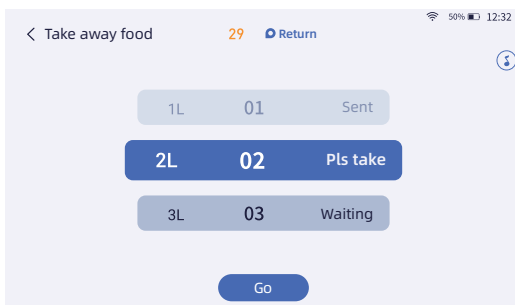 50% 12:32
Take away food 29 Return
1L 01 Sent
2L 02 Pls take
3L 03 Waiting
Go